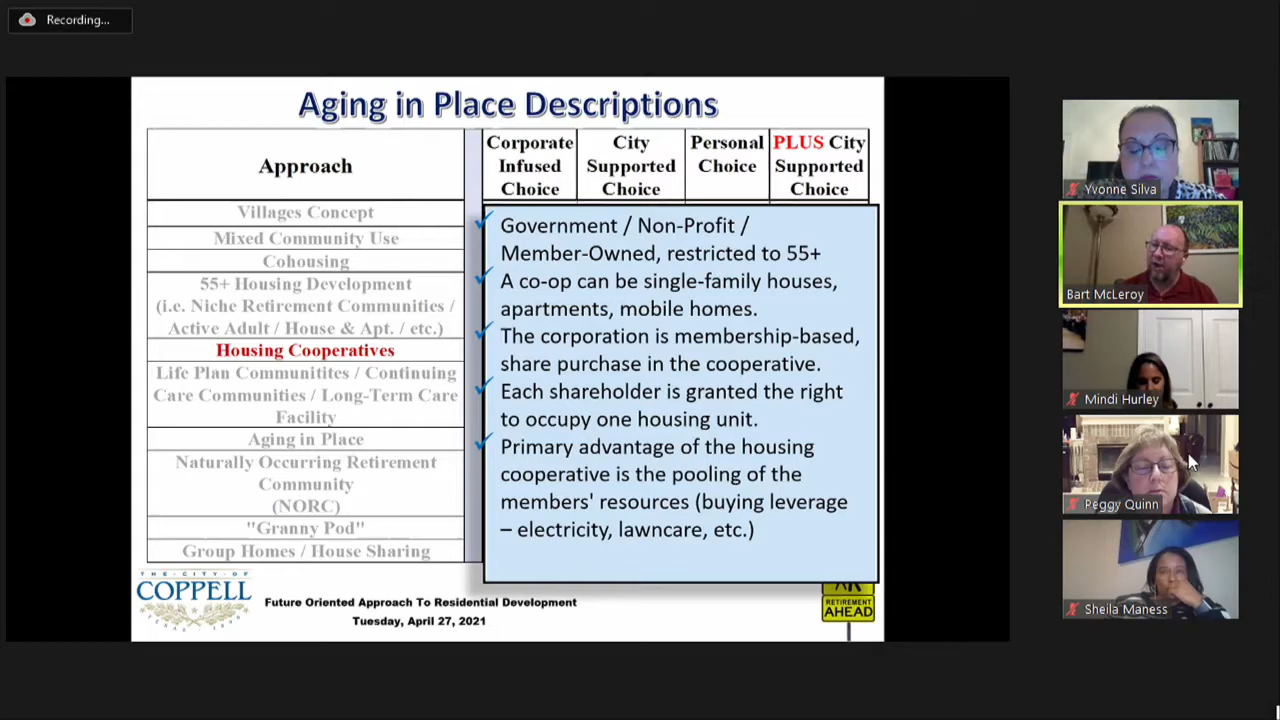 Recording...
Aging in Place Descriptions
Approach
Corporate
Infused
Choice
City
Supported
Choice
Personal
Choice
PLUS City
Supported
Choice
Villages Concept
Mixed Community Use
Cohousing
55+ Housing Development
(i.e. Niche Retirement Communities /
Active Adult / House & Apt. / etc.)
Housing Cooperatives
Life Plan Communitites / Continuing
Care Communities / Long-Term Care
Facility
Aging in Place
Naturally Occurring Retirement
Community
(NORC)
"Granny Pod"
Group Homes / House Sharing
Government / Non-Profit /
Member-Owned, restricted to 55+
A co-op can be single-family houses,
apartments, mobile homes.
The corporation is membership-based,
share purchase in the cooperative.
Each shareholder is granted the right
to occupy one housing unit.
Primary advantage of the housing
cooperative is the pooling of the
members' resources (buying leverage
– electricity, lawncare, etc.)
THE · CITY · OF
COPPELL
Future Oriented Approach To Residential Development
Tuesday, April 27, 2021
RETIREMENT
AHEAD
Yvonne Silva
Bart McLeroy
Mindi Hurley
Peggy Quinn
Sheila Maness